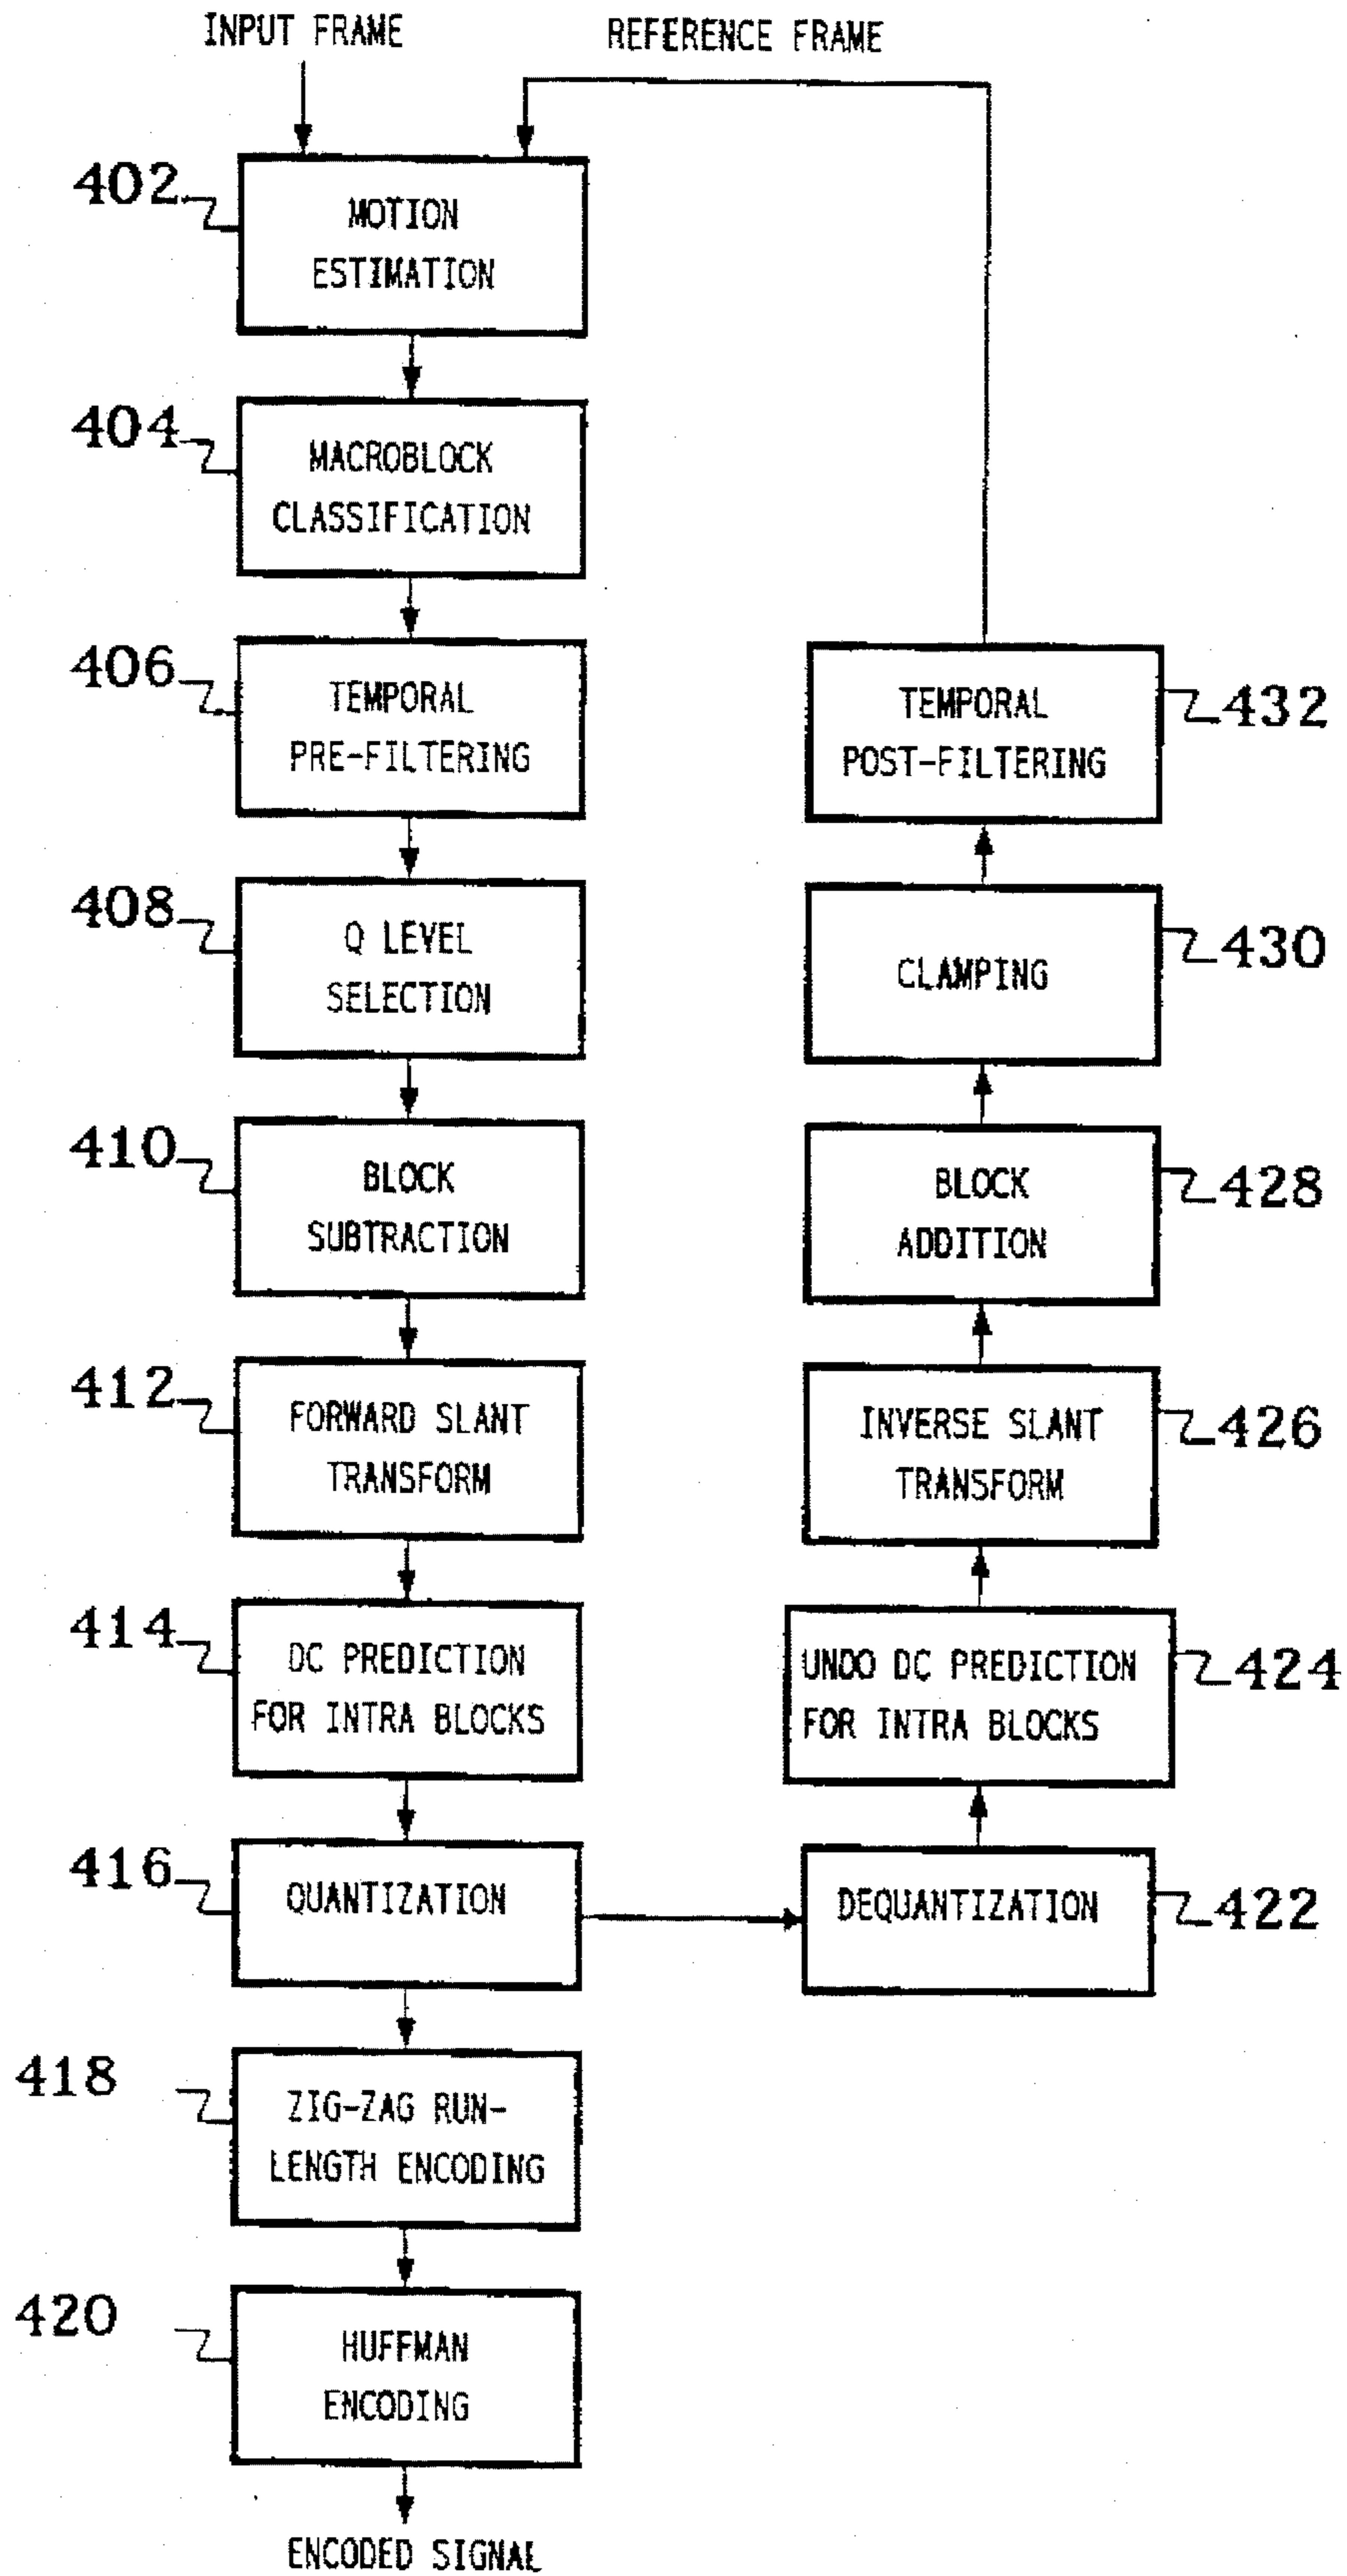 INPUT FRAME
REFERENCE FRAME
402
MOTION
ESTIMATION
404
MACROBLOCK
CLASSIFICATION
406
TEMPORAL
PRE-FILTERING
408
Q LEVEL
SELECTION
410
BLOCK
SUBTRACTION
412
FORWARD SLANT
TRANSFORM
414
DC PREDICTION
FOR INTRA BLOCKS
416
QUANTIZATION
418
ZIG-ZAG RUN-
LENGTH ENCODING
420
HUFFMAN
ENCODING
ENCODED SIGNAL
TEMPORAL
POST-FILTERING
432
CLAMPING
430
BLOCK
ADDITION
428
INVERSE SLANT
TRANSFORM
426
UNDO DC PREDICTION
FOR INTRA BLOCKS
424
DEQUANTIZATION
422